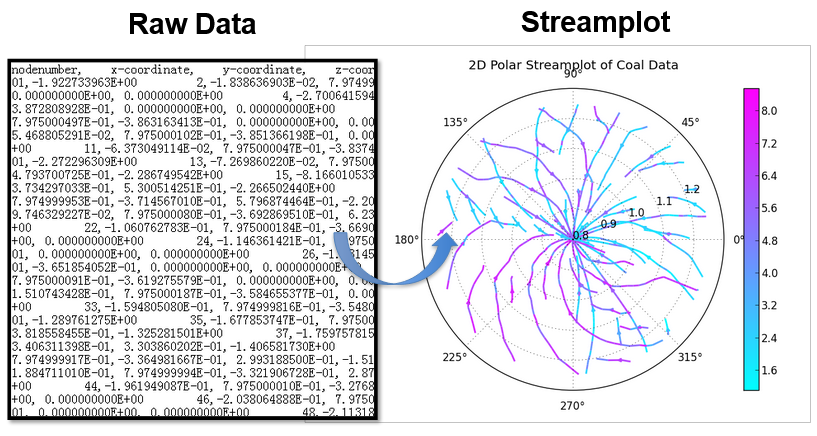 Raw Data
Streamplot
nodenumber, x-coordinate, y-coordinate, z-coor
01,-1.922733963E+00 2,-1.838636903E-02, 7.97499
0.000000000E+00, 0.000000000E+00 4,-2.700641594
3.872808928E-01, 0.000000000E+00, 0.000000000E+00
7.975000497E-01,-3.863163413E-01, 0.000000000E+00, 0.00
5.468805291E-02, 7.975000102E-01,-3.851366198E-01, 0.00
+00 11,-6.373049114E-02, 7.975000047E-01,-3.8374
01,-2.272296309E+00 13,-7.269860220E-02, 7.97500
4.793700725E-01,-2.286749542E+00 15,-8.166010533
3.734297033E-01, 5.300514251E-01,-2.266502440E+00
7.974999953E-01,-3.714567010E-01, 5.796874464E-01,-2.20
9.746329227E-02, 7.975000080E-01,-3.692869510E-01, 6.23
+00 22,-1.060762783E-01, 7.975000184E-01,-3.6690
+00, 0.000000000E+00 24,-1.146361421E-01,
01, 0.000000000E+00, 0.000000000E+00 26,
01,-3.651854052E-01, 0.000000000E+00, 0.000000000E+00
7.975000091E-01,-3.619275579E-01, 0.000000000E+00, 0.00
1.510743428E-01, 7.975000187E-01,-3.584655377E-01, 0.00
+00 33,-1.594805080E-01, 7.974999816E-01,-3.5480
01,-1.289761275E+00 35,-1.677853747E-01, 7.97500
3.818558455E-01,-1.325281501E+00 37,-1.759757815
3.406311398E-01, 3.303860202E-01,-1.406581730E+00
7.974999917E-01,-3.364981667E-01, 2.993188500E-01,-1.51
1.884711010E-01, 7.974999994E-01,-3.321906728E-01, 2.87
+00 44,-1.961949087E-01, 7.975000010E-01,-3.2768
+00, 0.000000000E+00 46,-2.038064888E-01, 7.9750
01, 0.000000000E+00, 0.000000000E+00 48,-2.11318
2D Polar Streamplot of Coal Data
90°
135°
45°
180°
0°
225°
315°
270°
0.8
0.9
1.0
1.1
1.2
8.0
7.2
6.4
5.6
4.8
4.0
3.2
2.4
1.6